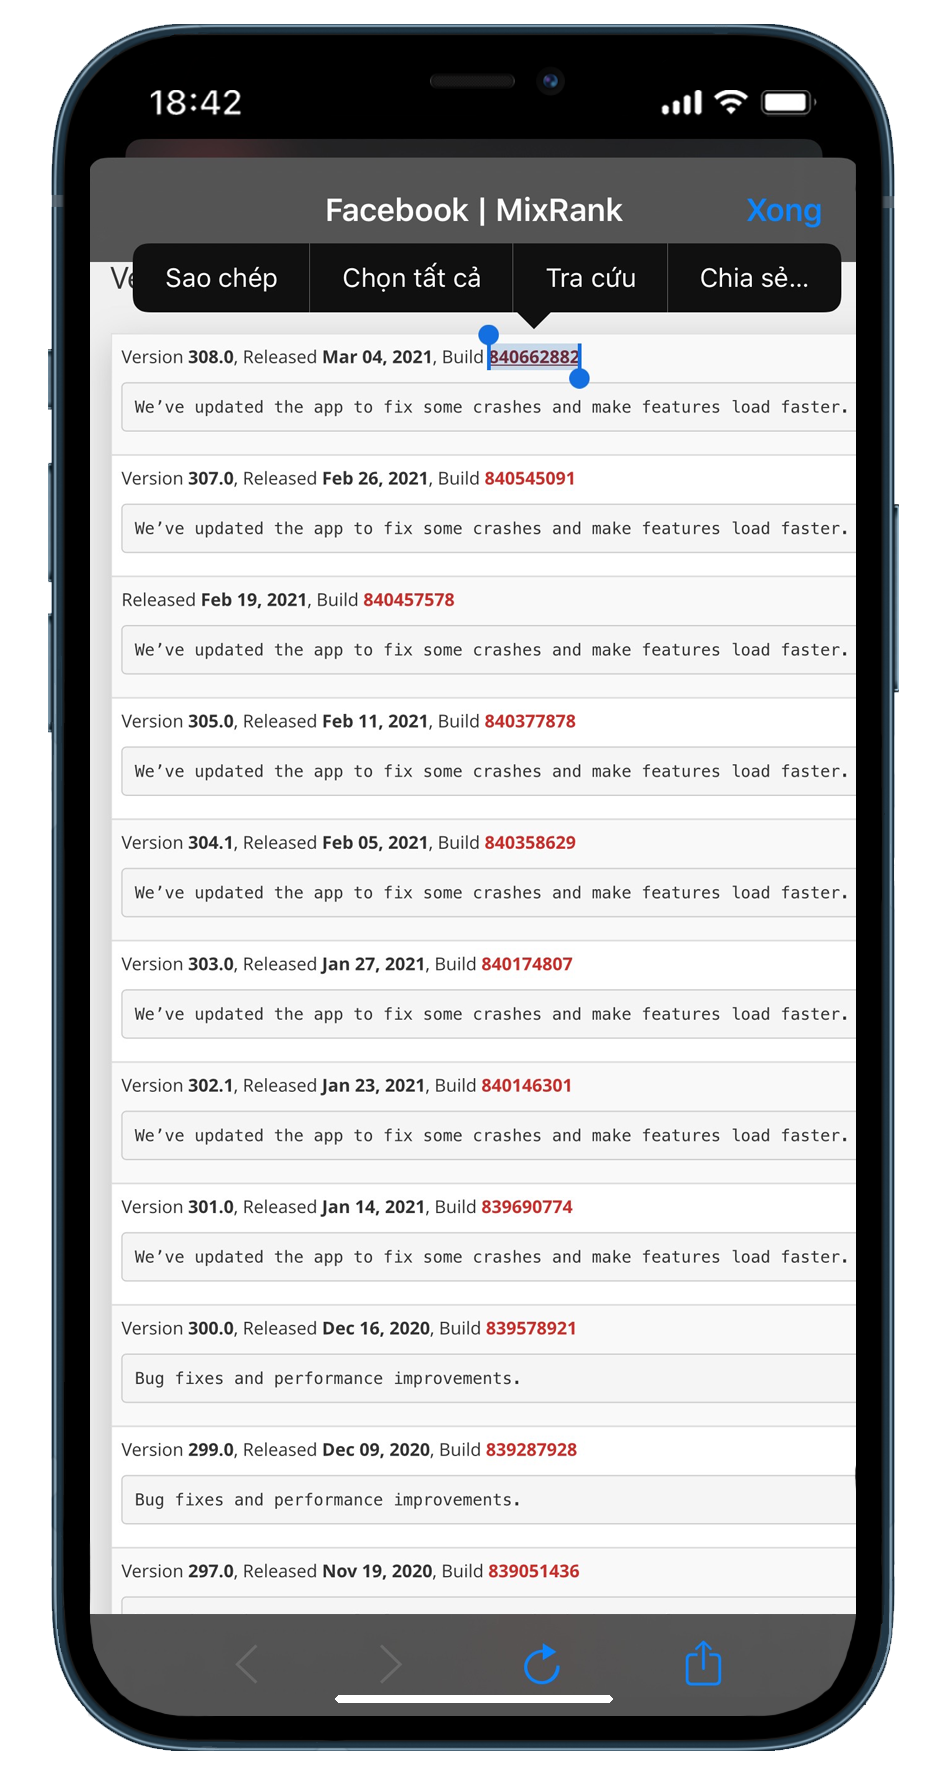 18:42
Facebook | MixRank
Xong
Ve
Sao chép
Chọn tất cả
Tra cứu
Chia sẻ...
Version 308.0, Released Mar 04, 2021, Build 840662882
We’ve updated the app to fix some crashes and make features load faster.
Version 307.0, Released Feb 26, 2021, Build 840545091
We’ve updated the app to fix some crashes and make features load faster.
Released Feb 19, 2021, Build 840457578
We’ve updated the app to fix some crashes and make features load faster.
Version 305.0, Released Feb 11, 2021, Build 840377878
We’ve updated the app to fix some crashes and make features load faster.
Version 304.1, Released Feb 05, 2021, Build 840358629
We’ve updated the app to fix some crashes and make features load faster.
Version 303.0, Released Jan 27, 2021, Build 840174807
We’ve updated the app to fix some crashes and make features load faster.
Version 302.1, Released Jan 23, 2021, Build 840146301
We’ve updated the app to fix some crashes and make features load faster.
Version 301.0, Released Jan 14, 2021, Build 839690774
We’ve updated the app to fix some crashes and make features load faster.
Version 300.0, Released Dec 16, 2020, Build 839578921
Bug fixes and performance improvements.
Version 299.0, Released Dec 09, 2020, Build 839287928
Bug fixes and performance improvements.
Version 297.0, Released Nov 19, 2020, Build 839051436